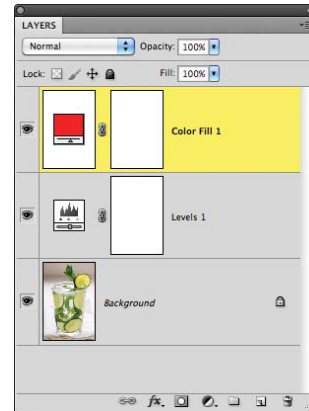 LAYERS
Normal Opacity: 100%
Lock: Fill: 100%
Color Fill 1
Levels 1
Background
fx